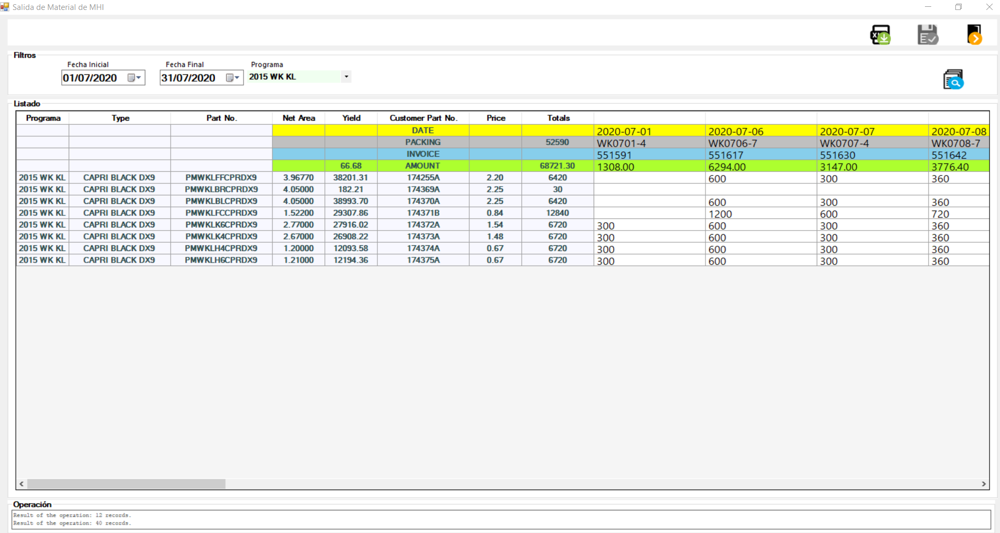 Salida de Material de MHI
Filtros
Fecha Inicial Fecha Final Programa
01/07/2020 31/07/2020 2015 WK KL
Listado
Programa Type Part No. Net Area Yield Customer Part No. Price Totals
DATE 2020-07-01 2020-07-06 2020-07-07 2020-07-08
PACKING 52590 WK0701-4 WK0706-7 WK0707-4 WK0708-7
INVOICE 551591 551617 551630 551642
66.68 AMOUNT 68721.30 1308.00 6294.00 3147.00 3776.40
2015 WK KL CAPRI BLACK DX9 PMWKLFFCPRDX9 3.96770 38201.31 174255A 2.20 6420 600 300 360
2015 WK KL CAPRI BLACK DX9 PMWKLBRCPRDX9 4.05000 182.21 174369A 2.25 30
2015 WK KL CAPRI BLACK DX9 PMWKLBLCPRDX9 4.05000 38993.70 174370A 2.25 6420 600 300 360
2015 WK KL CAPRI BLACK DX9 PMWKLFCCPRDX9 1.52200 29307.86 174371B 0.84 12840 1200 600 720
2015 WK KL CAPRI BLACK DX9 PMWKLK6CPRDX9 2.77000 27916.02 174372A 1.54 6720 300 600 300 360
2015 WK KL CAPRI BLACK DX9 PMWKLK4CPRDX9 2.67000 26908.22 174373A 1.48 6720 300 600 300 360
2015 WK KL CAPRI BLACK DX9 PMWKLH4CPRDX9 1.20000 12093.58 174374A 0.67 6720 300 600 300 360
2015 WK KL CAPRI BLACK DX9 PMWKLH6CPRDX9 1.21000 12194.36 174375A 0.67 6720 300 600 300 360
Operación
Result of the operation: 12 records.
Result of the operation: 40 records.